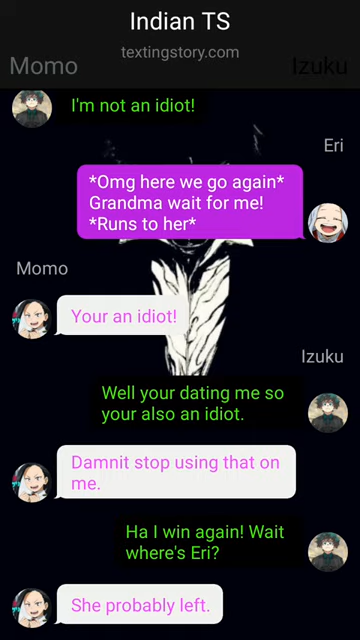 Indian TS
textingstory.com
Momo
Izuku
I'm not an idiot!
Eri
*Omg here we go again*
Grandma wait for me!
*Runs to her*
Momo
Your an idiot!
Izuku
Well your dating me so
your also an idiot.
Damnit stop using that on
me.
Ha I win again! Wait
where's Eri?
She probably left.